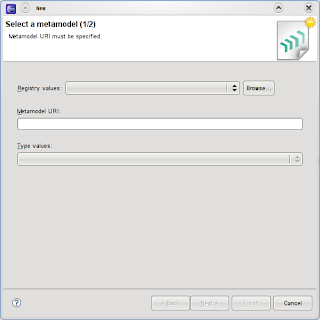 New
Select a metamodel (1/2)
Metamodel URI must be specified.
Registry values:
Browse...
Metamodel URI:
Type values:
< Back
Next >
Finish
Cancel